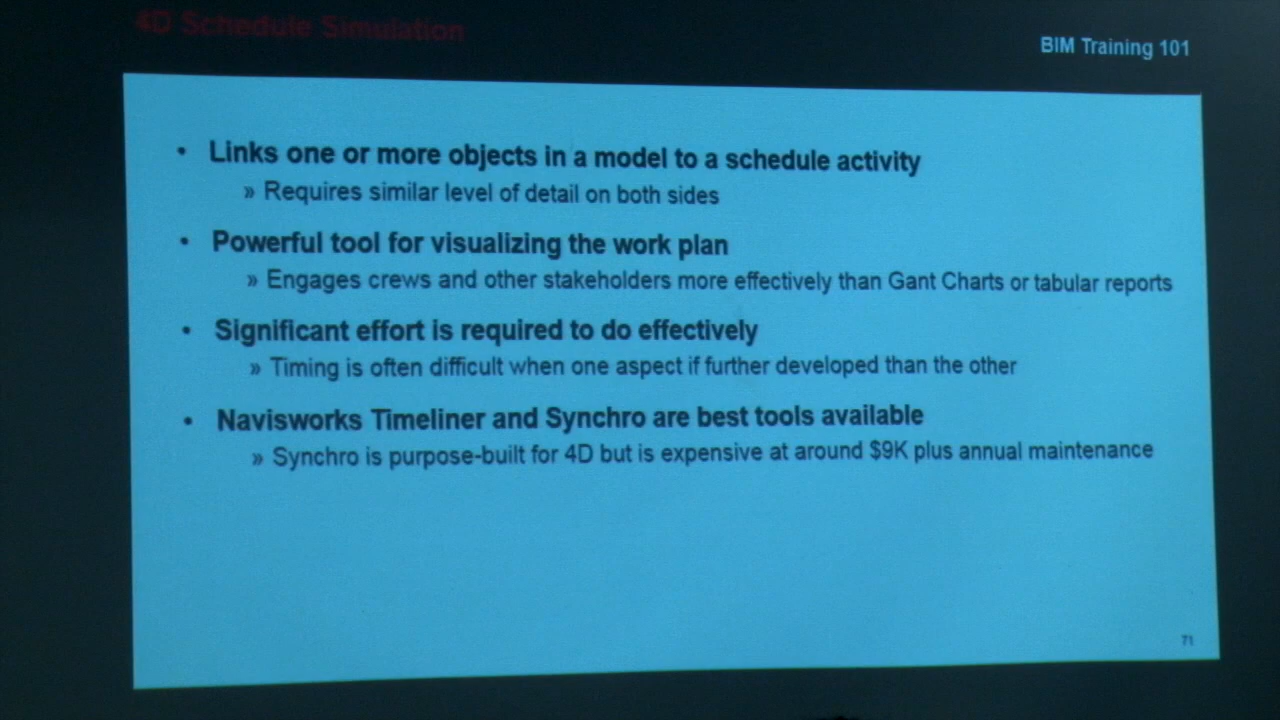 4D Schedule Simulation
BIM Training 101
• Links one or more objects in a model to a schedule activity
» Requires similar level of detail on both sides
• Powerful tool for visualizing the work plan
» Engages crews and other stakeholders more effectively than Gant Charts or tabular reports
• Significant effort is required to do effectively
» Timing is often difficult when one aspect if further developed than the other
• Navisworks Timeliner and Synchro are best tools available
» Synchro is purpose-built for 4D but is expensive at around $9K plus annual maintenance
71